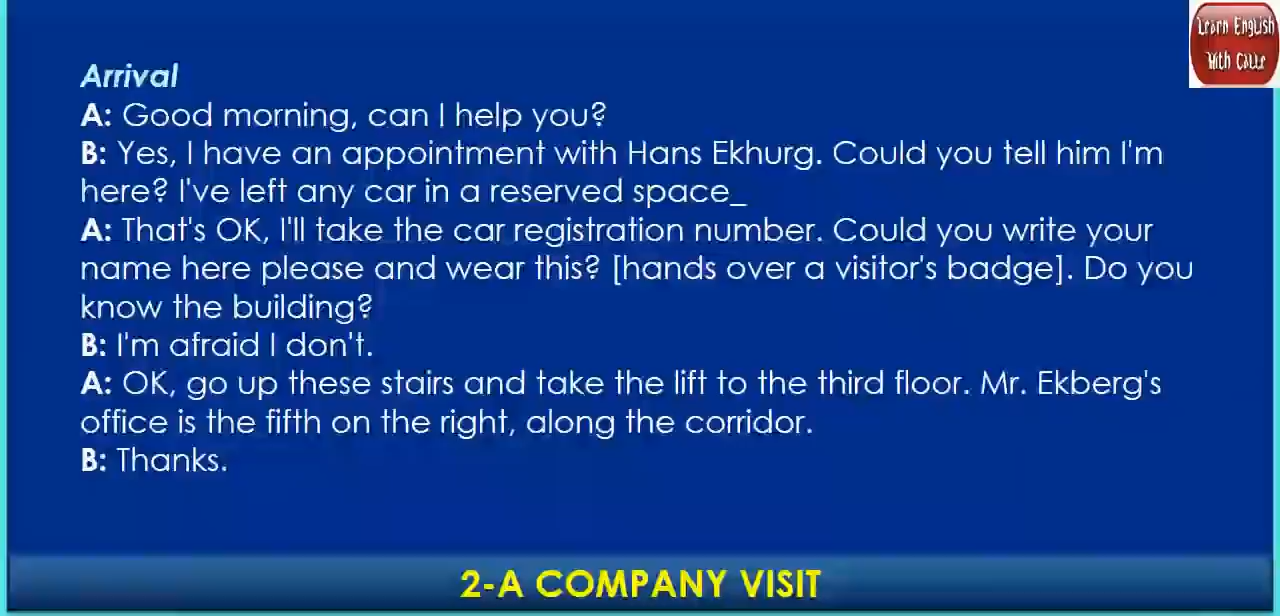 Learn English
With Calls
Arrival
A: Good morning, can I help you?
B: Yes, I have an appointment with Hans Ekhurg. Could you tell him I'm
here? I've left any car in a reserved space_
A: That's OK, I'll take the car registration number. Could you write your
name here please and wear this? [hands over a visitor's badge]. Do you
know the building?
B: I'm afraid I don't.
A: OK, go up these stairs and take the lift to the third floor. Mr. Ekberg's
office is the fifth on the right, along the corridor.
B: Thanks.
2-A COMPANY VISIT